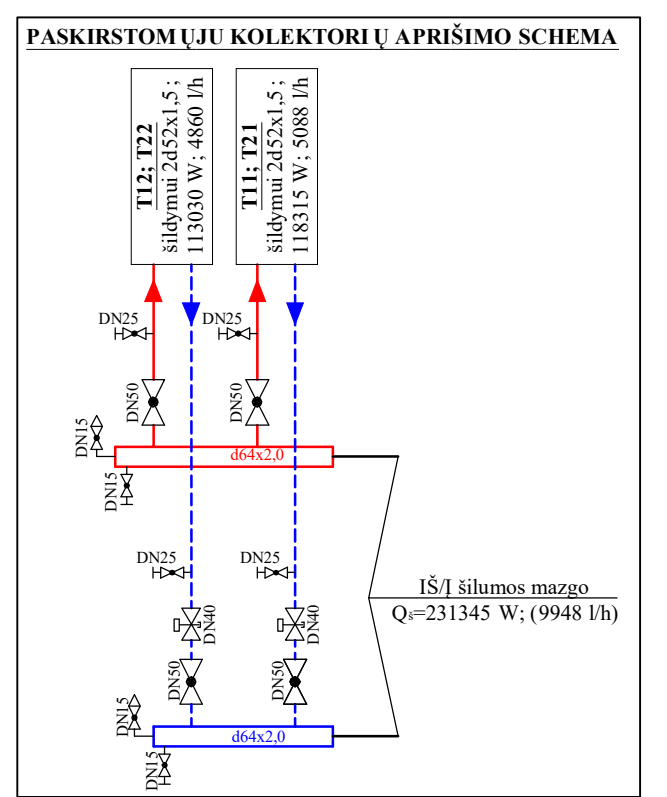 PASKIRSTOMŲJU KOLEKTORIŲ APRIŠIMO SCHEMA
T12; T22
šildymui 2d52x1,5 ;
113030 W; 4860 l/h
T11; T21
šildymui 2d52x1,5 ;
118315 W; 5088 l/h
DN25
DN25
DN50
DN50
DN15
d64x2,0
DN15
DN25
DN25
IŠ/Į šilumos mazgo
Qš=231345 W; (9948 l/h)
DN40
DN40
DN50
DN50
DN15
d64x2,0
DN15